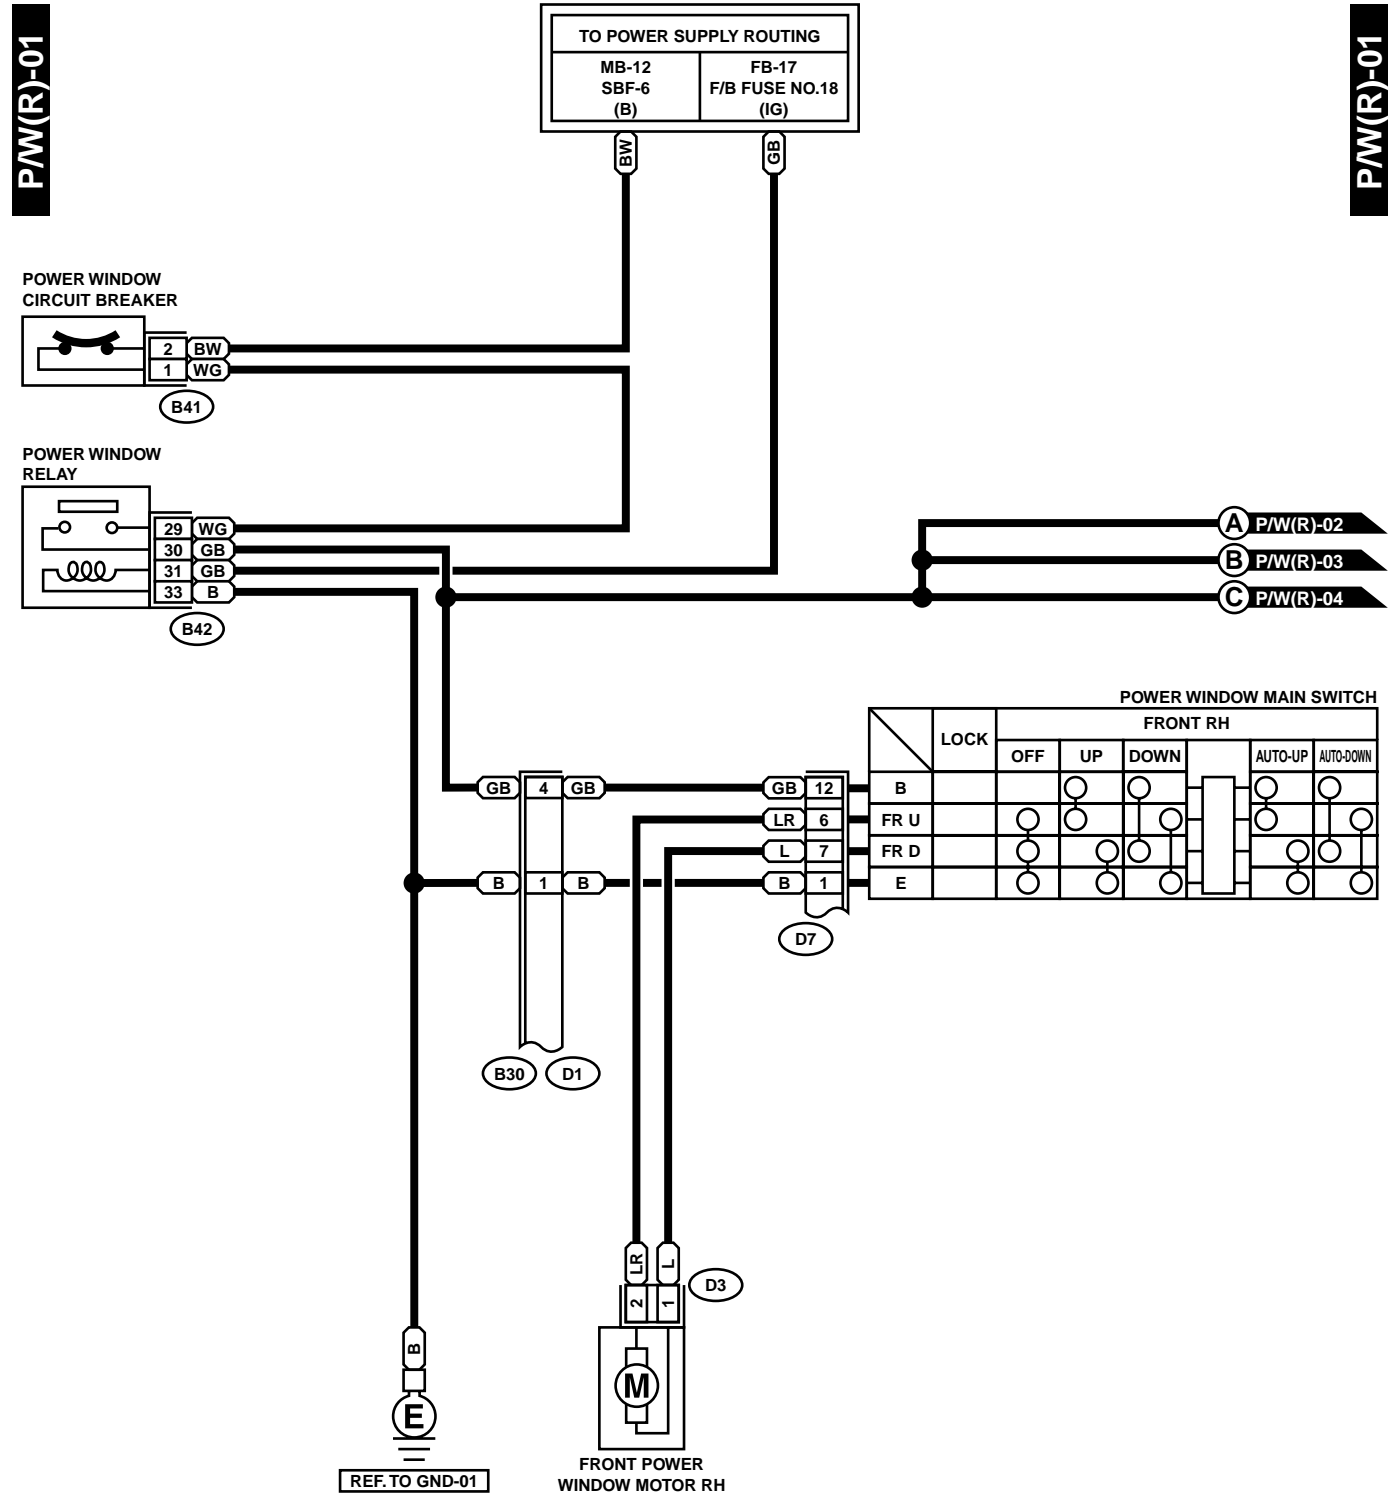 P/W(R)-01
P/W(R)-01
TO POWER SUPPLY ROUTING
MB-12
SBF-6
(B)
FB-17
F/B FUSE NO.18
(IG)
BW
GB
POWER WINDOW
CIRCUIT BREAKER
2 BW
1 WG
B41
POWER WINDOW
RELAY
29 WG
30 GB
31 GB
33 B
B42
A P/W(R)-02
B P/W(R)-03
C P/W(R)-04
POWER WINDOW MAIN SWITCH
LOCK
FRONT RH
OFF UP DOWN AUTO-UP AUTO-DOWN
GB 4 GB GB 12 B
LR 6 FR U
L 7 FR D
B 1 B B 1 E
D7
B30 D1
LR L
2 1
D3
M
FRONT POWER
WINDOW MOTOR RH
B
E
REF. TO GND-01